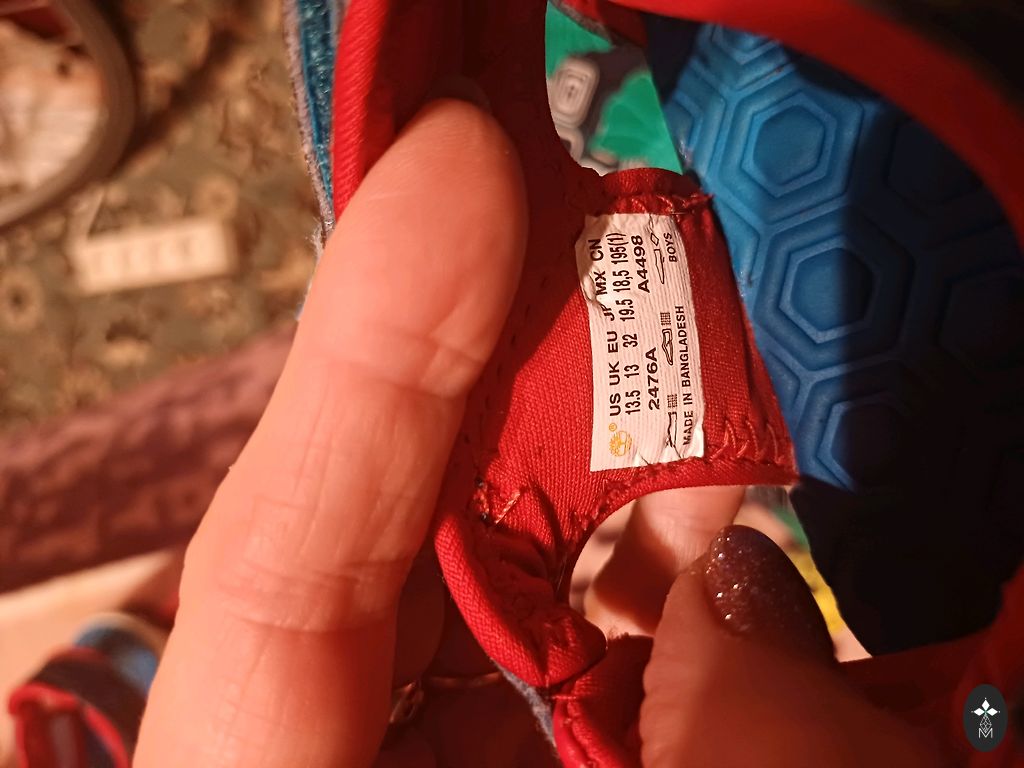 ® US UK EU JP MX CN
13.5 13 32 19.5 18,5 195(1)
2476A A4498
BOYS
MADE IN BANGLADESH
M